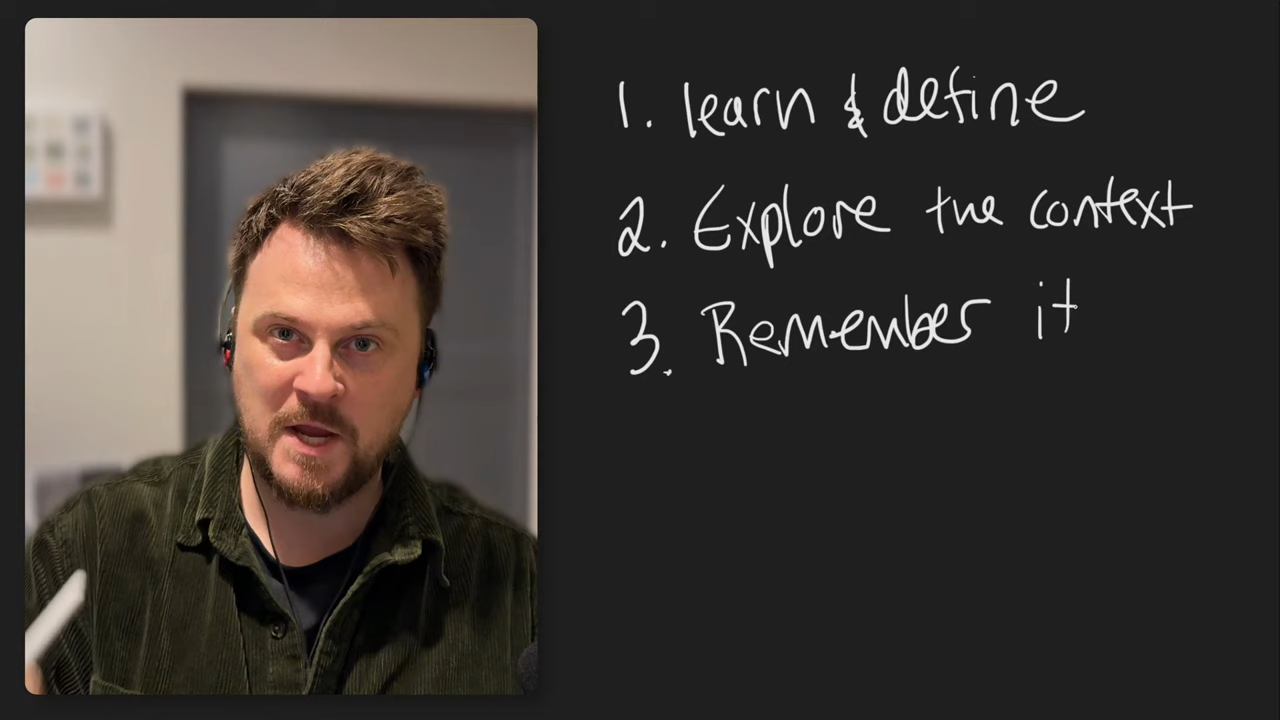 1. learn & define
2. Explore the context
3. Remember it